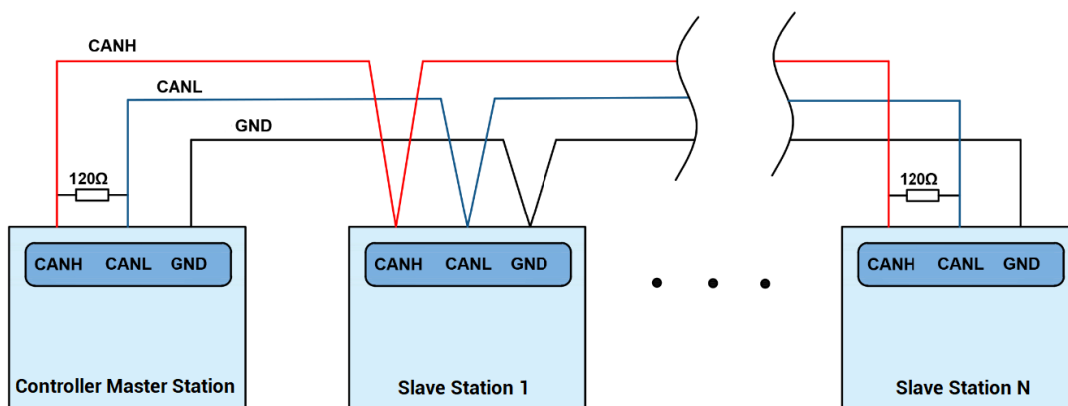 CANH
CANL
GND
120Ω
120Ω
CANH CANL GND
CANH CANL GND
CANH CANL GND
Controller Master Station
Slave Station 1
Slave Station N